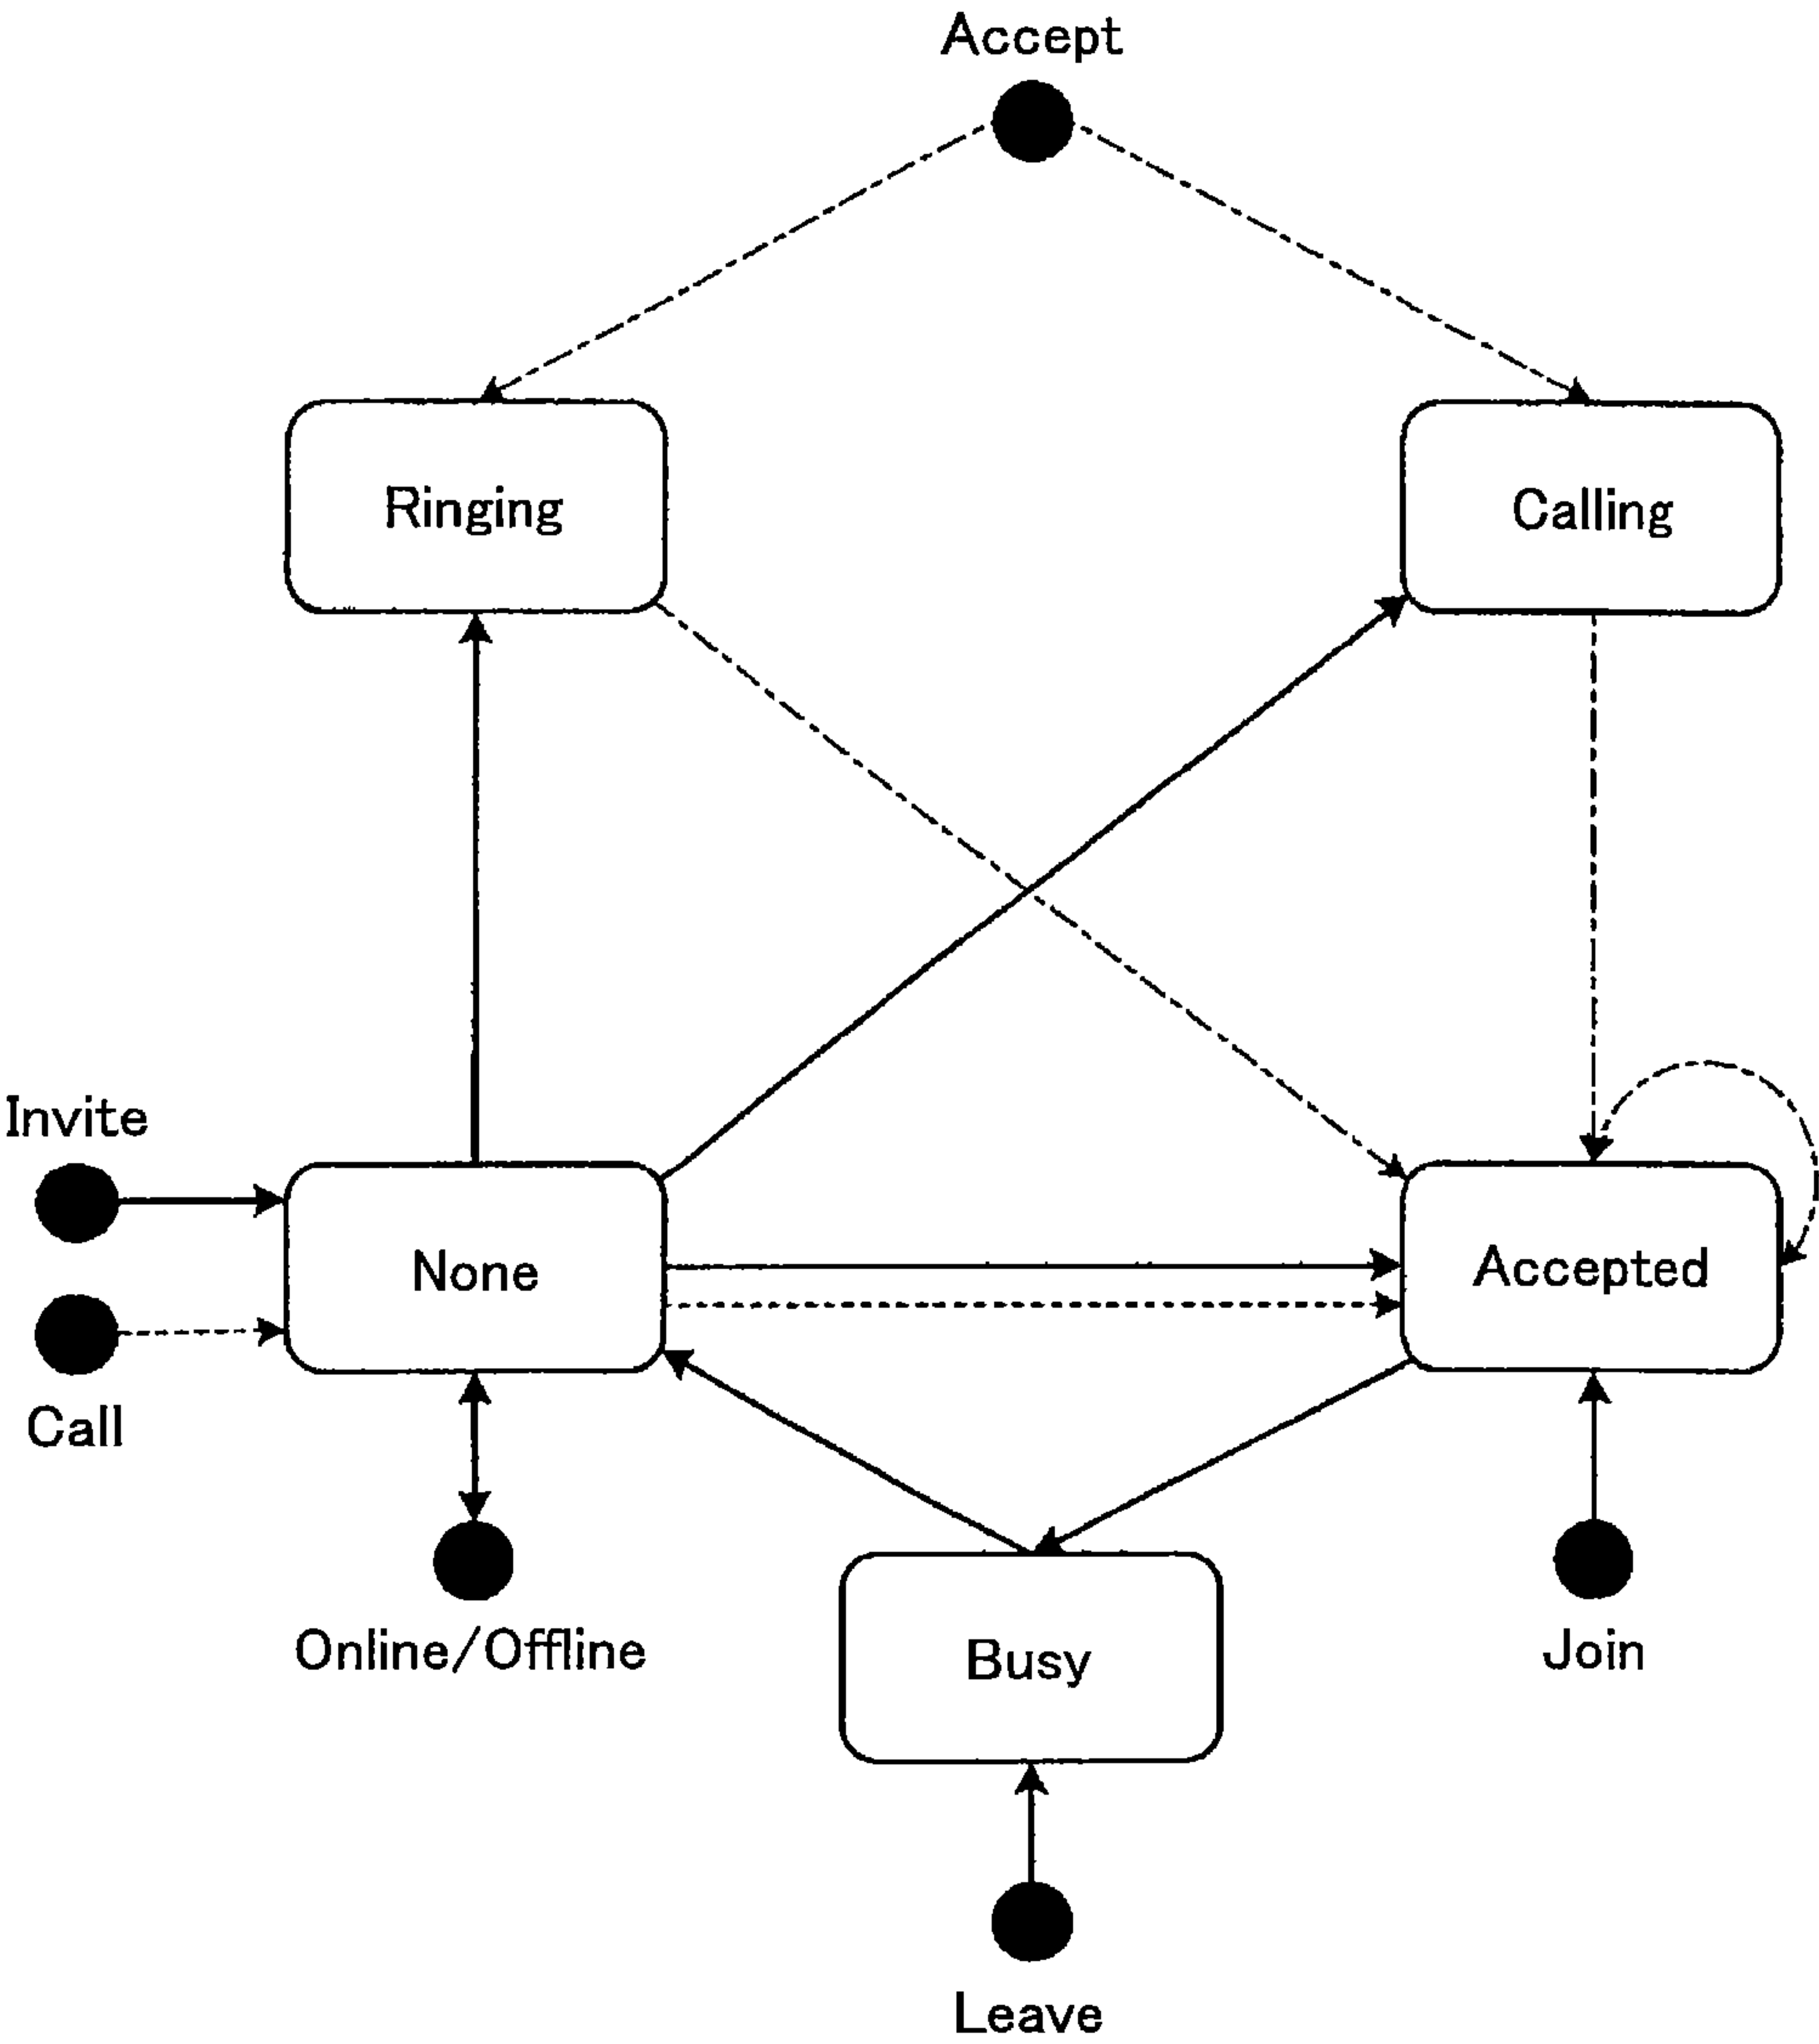 Accept
Ringing
Calling
Invite
None
Accepted
Call
Online/Offline
Busy
Join
Leave